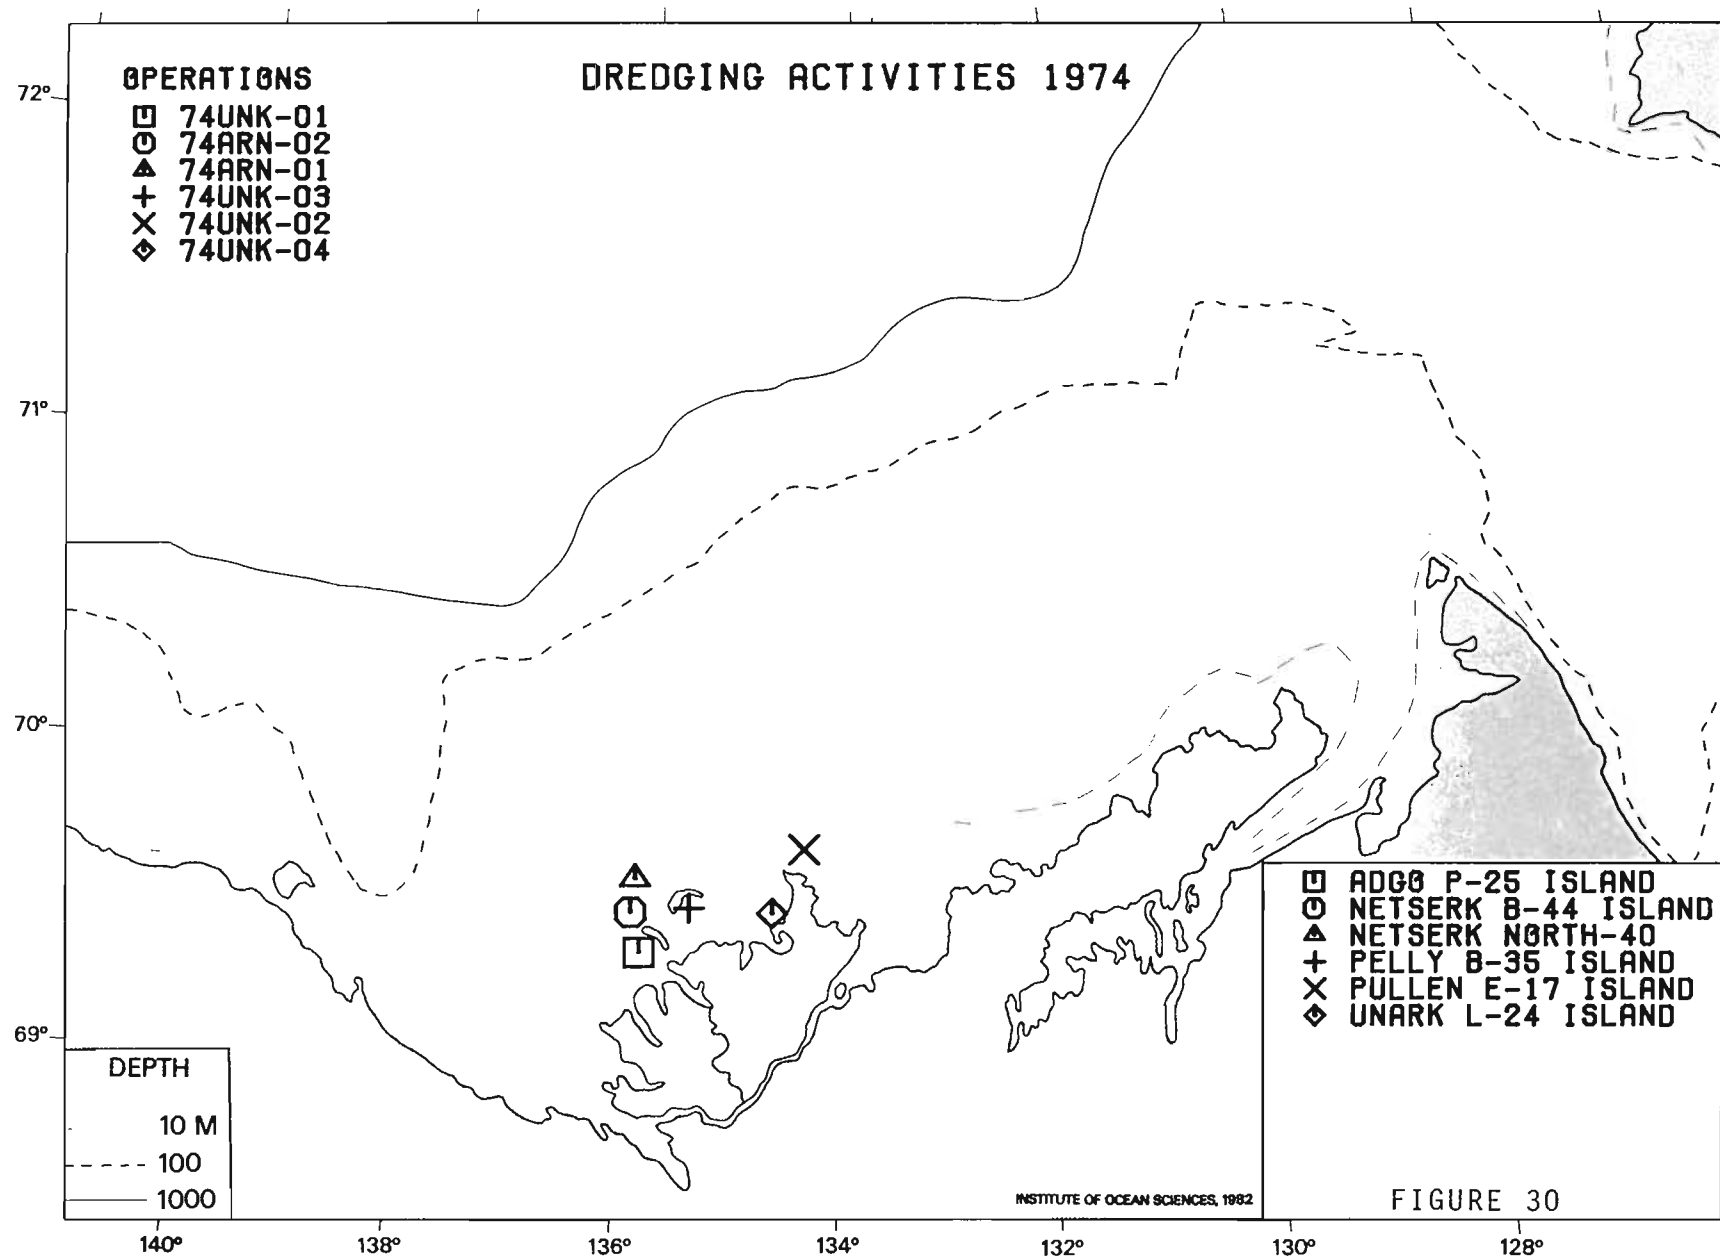 DREDGING ACTIVITIES 1974
OPERATIONS
74UNK-01
74ARN-02
74ARN-01
74UNK-03
74UNK-02
74UNK-04
72°
71°
70°
69°
ADGO P-25 ISLAND
NETSERK B-44 ISLAND
NETSERK NORTH-40
PELLY B-35 ISLAND
PULLEN E-17 ISLAND
UNARK L-24 ISLAND
DEPTH
10 M
100
1000
INSTITUTE OF OCEAN SCIENCES, 1982
FIGURE 30
140° 138° 136° 134° 132° 130° 128°